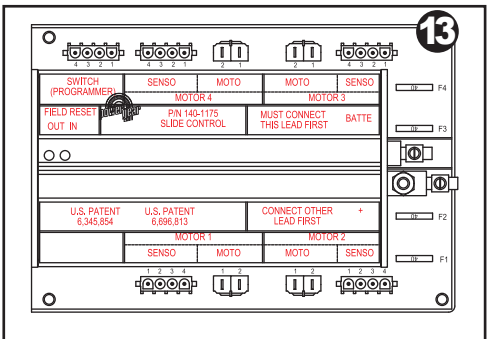 13
4 3 2 1
4 3 2 1
2 1
2 1
4 3 2 1
SWITCH
(PROGRAMMER)
SENSO
MOTO
MOTOR 4
MOTO
SENSO
MOTOR 3
40
F4
FIELD RESET
OUT IN
P/N 140-1175
SLIDE CONTROL
MUST CONNECT
THIS LEAD FIRST
BATTE
40
F3
U.S. PATENT
6,345,854
U.S. PATENT
6,696,813
CONNECT OTHER
LEAD FIRST
+
F2
MOTOR 1
MOTOR 2
SENSO
MOTO
MOTO
SENSO
F1
1 2 3 4
1 2
1 2
1 2 3 4